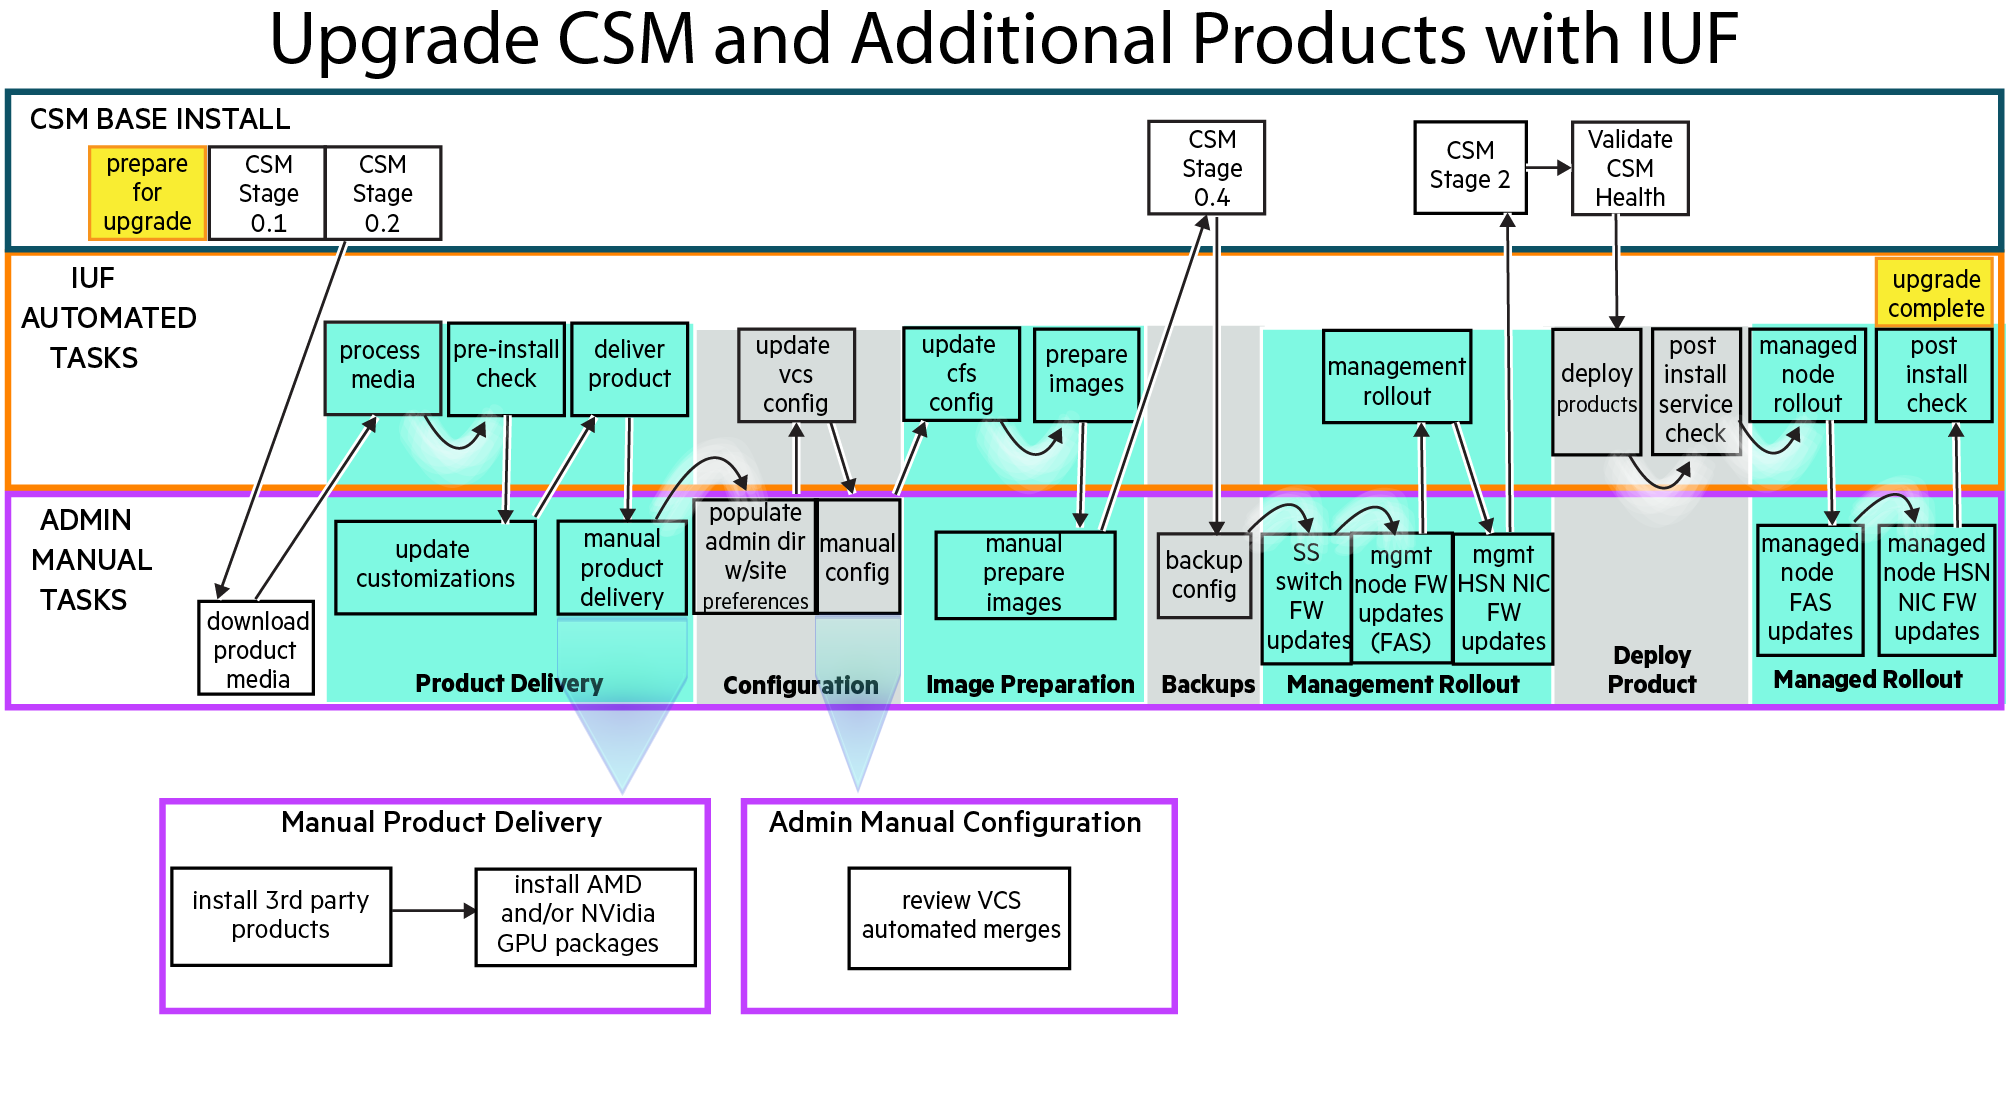 Upgrade CSM and Additional Products with IUF
CSM BASE INSTALL
prepare
for
upgrade
CSM
Stage
0.1
CSM
Stage
0.2
CSM
Stage
0.4
CSM
Stage 2
Validate
CSM
Health
IUF
AUTOMATED
TASKS
process
media
pre-install
check
deliver
product
update
vcs
config
update
cfs
config
prepare
images
management
rollout
deploy
products
post
install
service
check
managed
node
rollout
upgrade
complete
post
install
check
ADMIN
MANUAL
TASKS
download
product
media
update
customizations
manual
product
delivery
populate
admin dir
w/site
preferences
manual
config
manual
prepare
images
backup
config
SS
switch
FW
updates
mgmt
node FW
updates
(FAS)
mgmt
HSN NIC
FW
updates
managed
node
FAS
updates
managed
node HSN
NIC FW
updates
Product Delivery
Configuration
Image Preparation
Backups
Management Rollout
Deploy
Product
Managed Rollout
Manual Product Delivery
install 3rd party
products
install AMD
and/or NVidia
GPU packages
Admin Manual Configuration
review VCS
automated merges